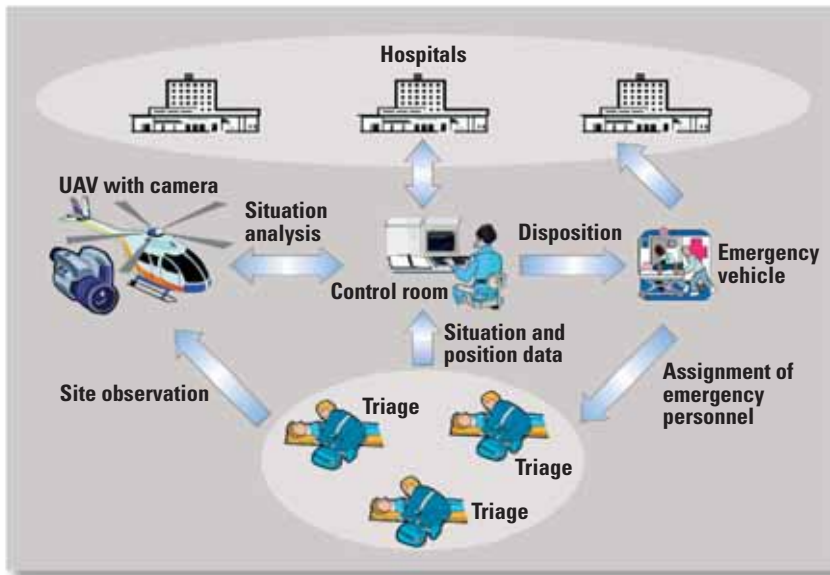 Hospitals
UAV with camera
Situation
analysis
Disposition
Emergency
vehicle
Control room
Situation and
position data
Site observation
Assignment of
emergency
personnel
Triage
Triage
Triage